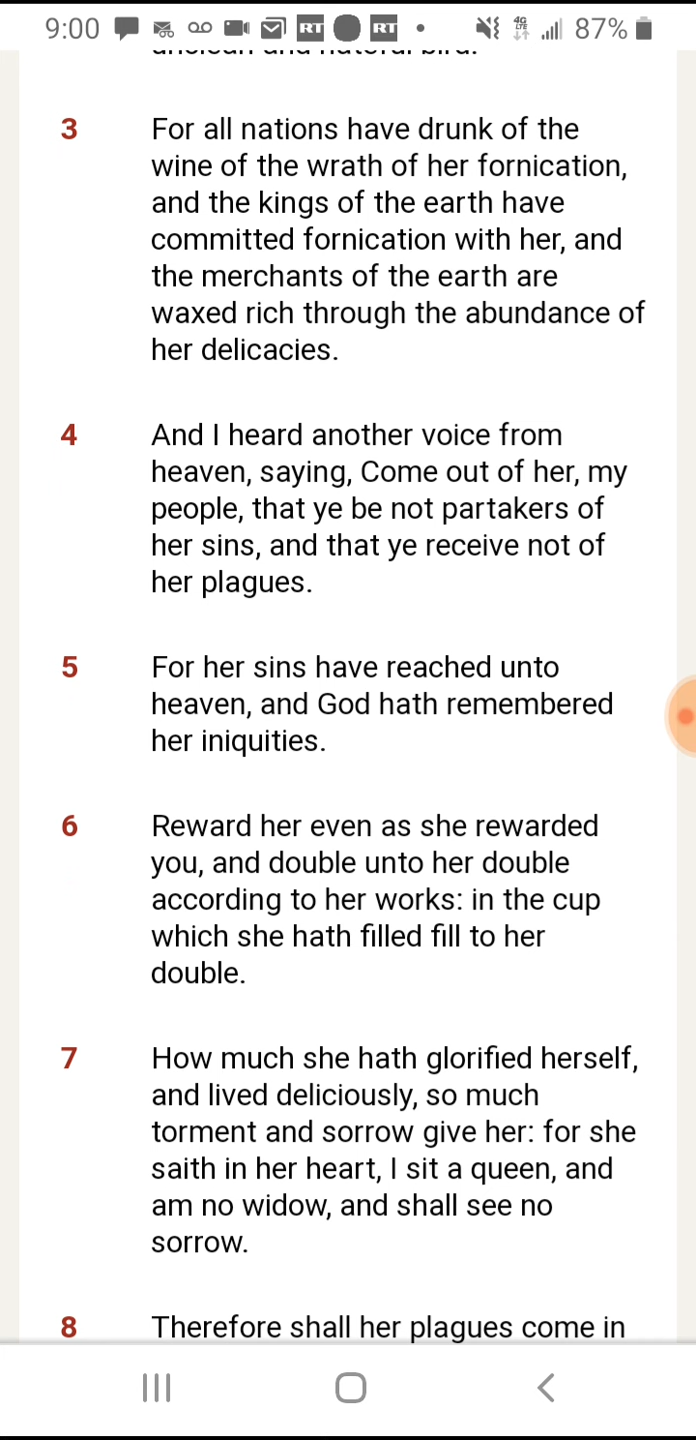 9:00 RT RT 4G LTE 87%
3 For all nations have drunk of the
wine of the wrath of her fornication,
and the kings of the earth have
committed fornication with her, and
the merchants of the earth are
waxed rich through the abundance of
her delicacies.
4 And I heard another voice from
heaven, saying, Come out of her, my
people, that ye be not partakers of
her sins, and that ye receive not of
her plagues.
5 For her sins have reached unto
heaven, and God hath remembered
her iniquities.
6 Reward her even as she rewarded
you, and double unto her double
according to her works: in the cup
which she hath filled fill to her
double.
7 How much she hath glorified herself,
and lived deliciously, so much
torment and sorrow give her: for she
saith in her heart, I sit a queen, and
am no widow, and shall see no
sorrow.
8 Therefore shall her plagues come in